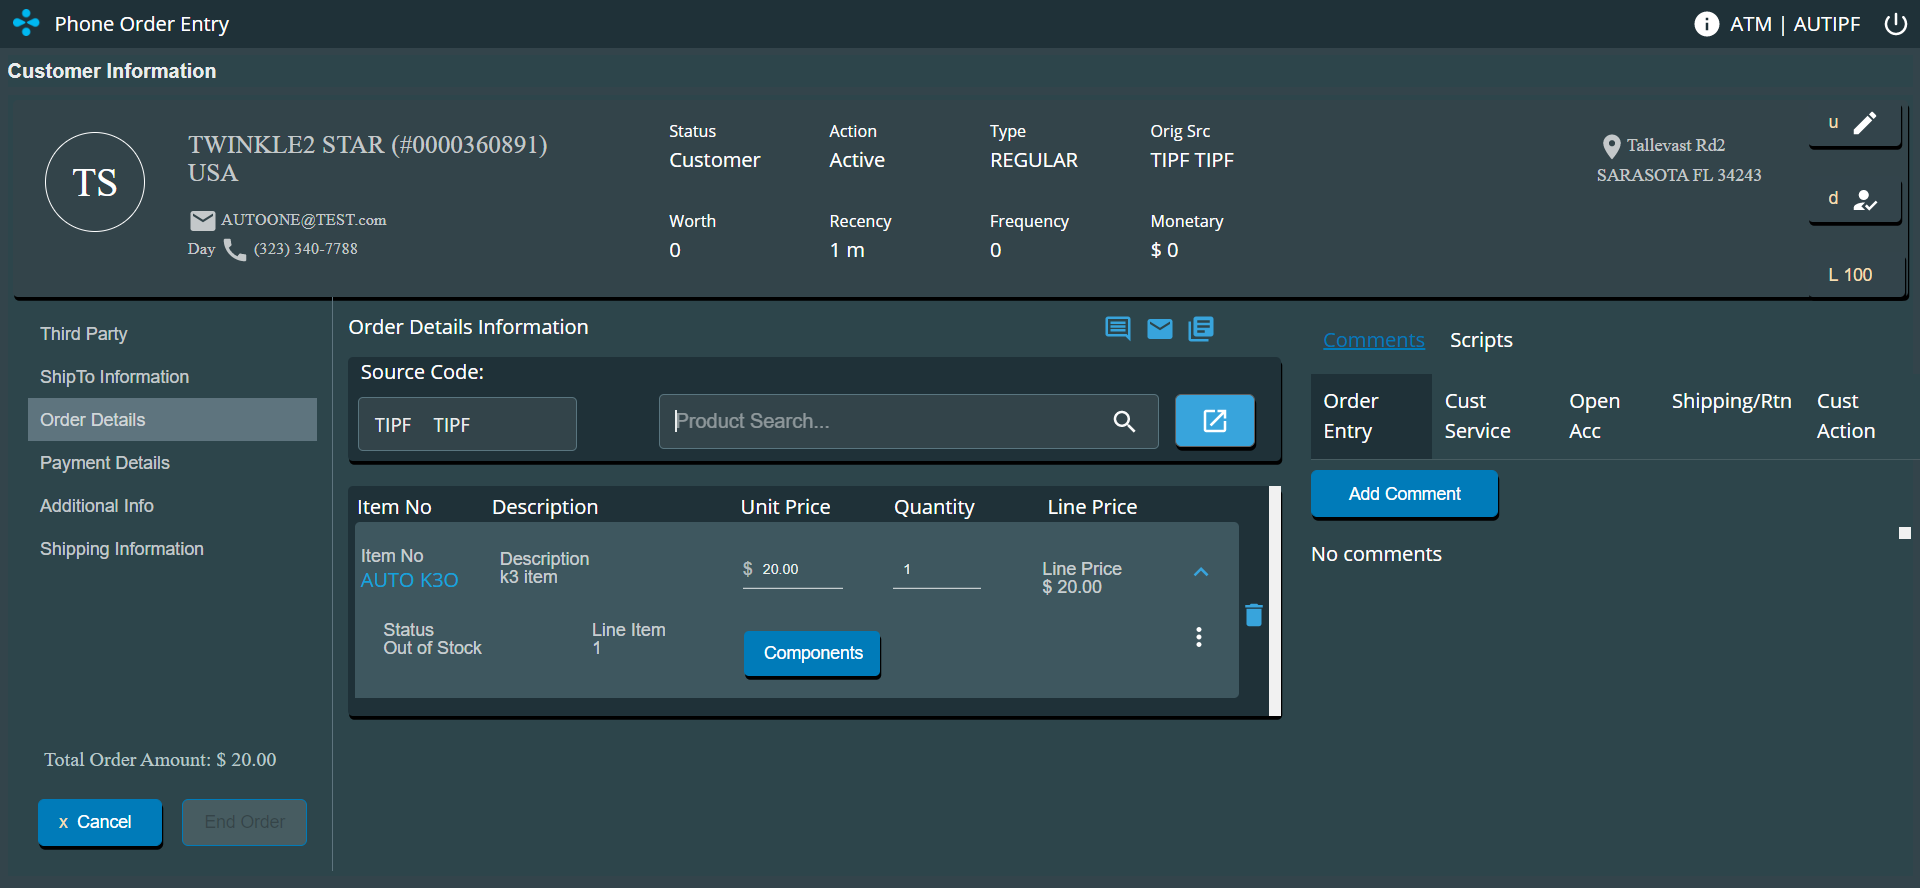 Phone Order Entry
ATM | AUTIPF
Customer Information
TS
TWINKLE2 STAR (#0000360891)
USA
AUTOONE@TEST.com
Day (323) 340-7788
Status
Customer
Action
Active
Type
REGULAR
Orig Src
TIPF TIPF
Worth
0
Recency
1 m
Frequency
0
Monetary
$ 0
Tallevast Rd2
SARASOTA FL 34243
u
d
L 100
Third Party
ShipTo Information
Order Details
Payment Details
Additional Info
Shipping Information
Total Order Amount: $ 20.00
x Cancel
End Order
Order Details Information
Source Code:
TIPF TIPF
Product Search...
Item No Description Unit Price Quantity Line Price
Item No
AUTO K3O
Description
k3 item
$ 20.00
1
Line Price
$ 20.00
Status
Out of Stock
Line Item
1
Components
Comments Scripts
Order
Entry
Cust
Service
Open
Acc
Shipping/Rtn
Cust
Action
Add Comment
No comments